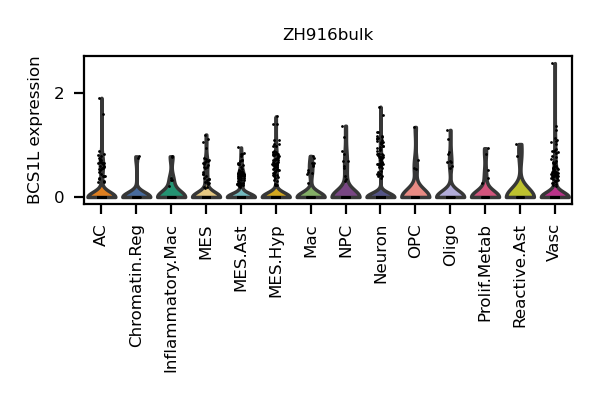 ZH916bulk
BCS1L expression
2
0
AC
Chromatin.Reg
Inflammatory.Mac
MES
MES.Ast
MES.Hyp
Mac
NPC
Neuron
OPC
Oligo
Prolif.Metab
Reactive.Ast
Vasc